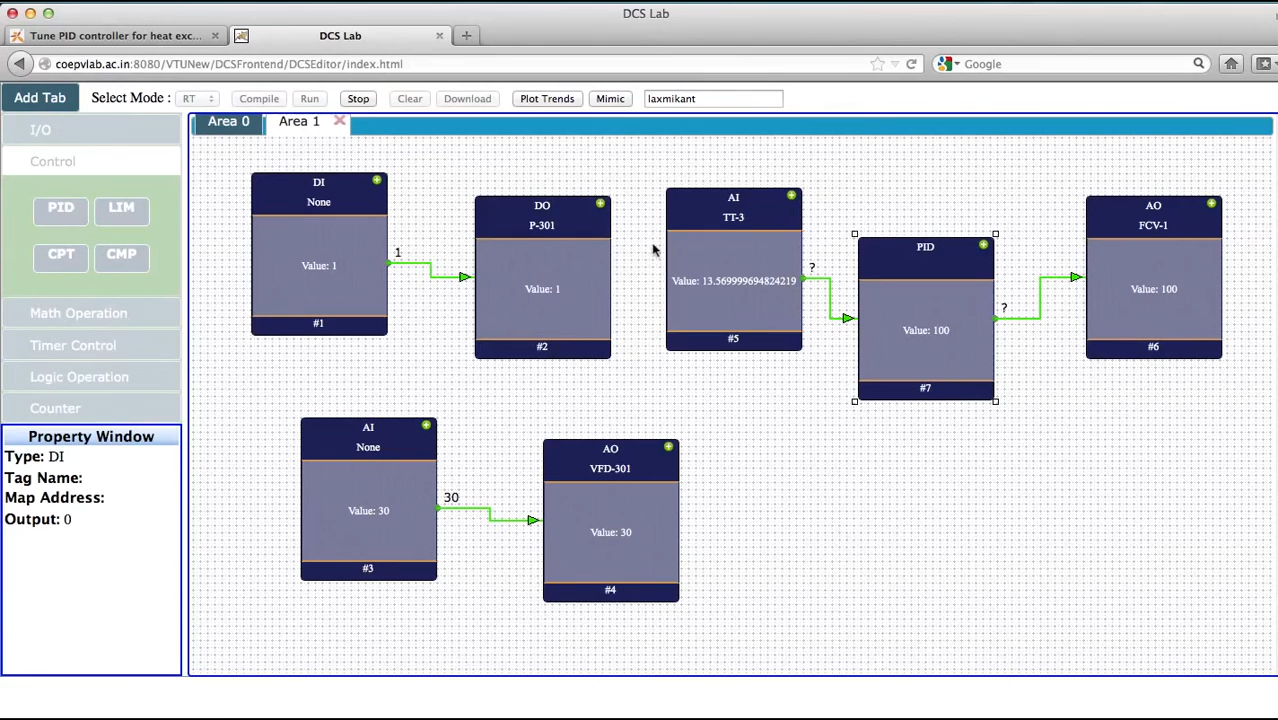 DCS Lab
Tune PID controller for heat exc...
DCS Lab
coepvlab.ac.in:8080/VTUNew/DCSFrontend/DCSEditor/index.html
Google
Add Tab
Select Mode :
RT
Compile
Run
Stop
Clear
Download
Plot Trends
Mimic
laxmikant
I/O
Control
PID
LIM
CPT
CMP
Math Operation
Timer Control
Logic Operation
Counter
Property Window
Type: DI
Tag Name:
Map Address:
Output: 0
Area 0
Area 1
DI
None
Value: 1
#1
1
DO
P-301
Value: 1
#2
AI
TT-3
Value: 13.569999694824219
#5
?
PID
Value: 100
#7
?
AO
FCV-1
Value: 100
#6
AI
None
Value: 30
#3
30
AO
VFD-301
Value: 30
#4